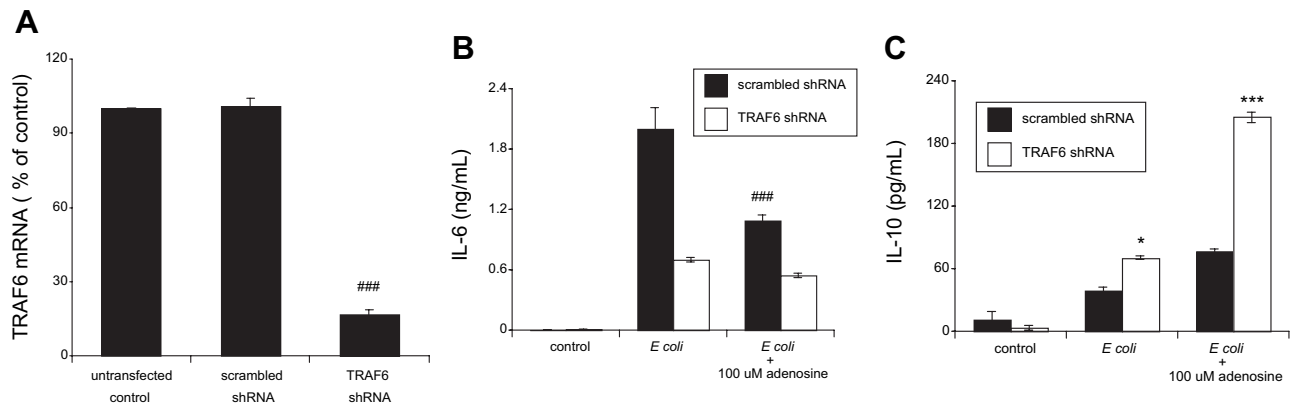 A
TRAF6 mRNA ( % of control)
120
90
60
30
0
###
untransfected
control
scrambled
shRNA
TRAF6
shRNA
B
IL-6 (ng/mL)
2.4
1.8
1.2
0.6
0
scrambled shRNA
TRAF6 shRNA
###
control
E coli
E coli
+
100 uM adenosine
C
IL-10 (pg/mL)
240
180
120
60
0
scrambled shRNA
TRAF6 shRNA
*
***
control
E coli
E coli
+
100 uM adenosine